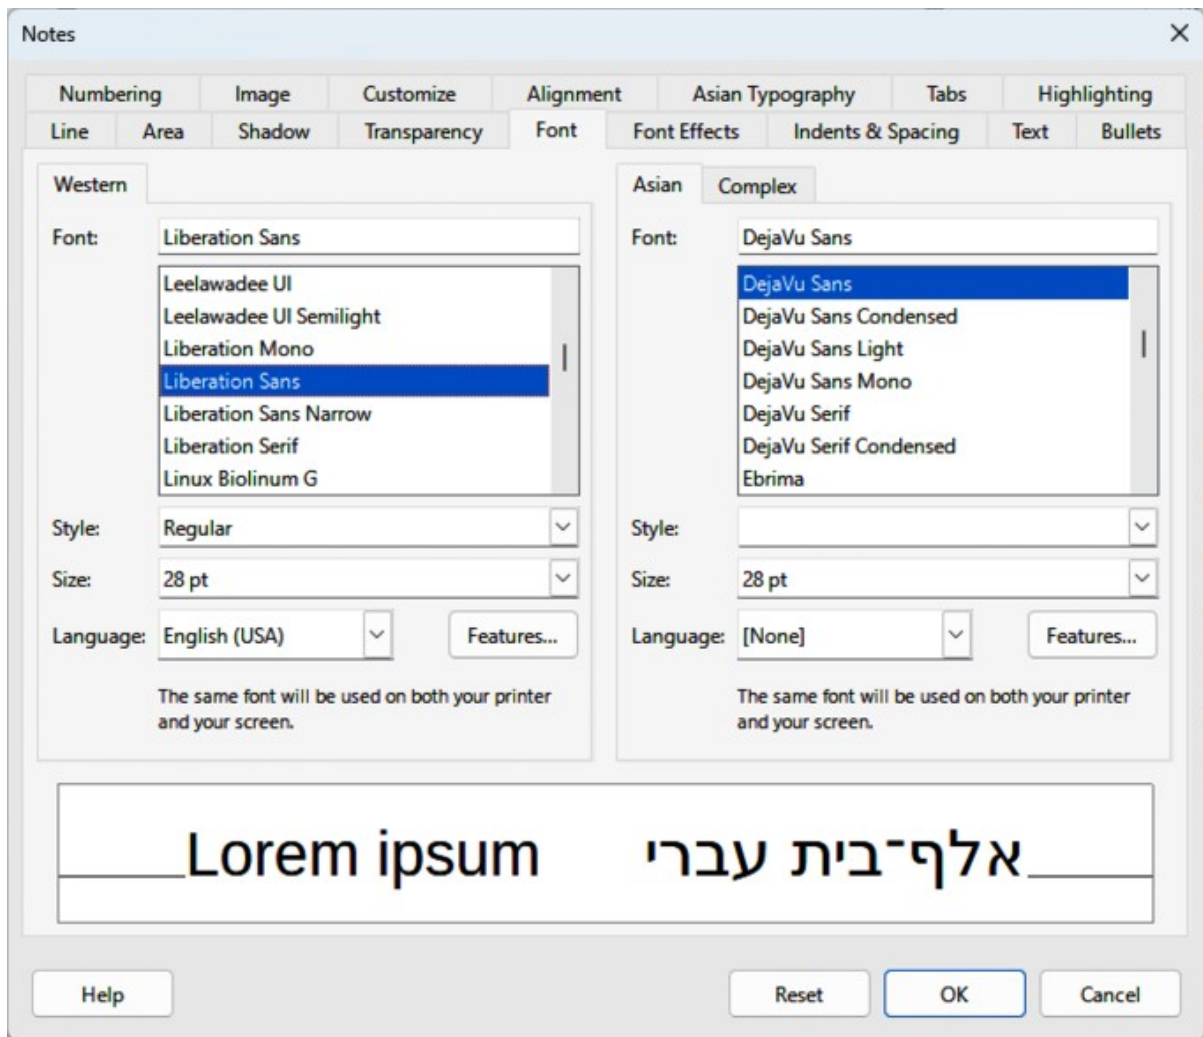 Notes
Numbering Image Customize Alignment Asian Typography Tabs Highlighting
Line Area Shadow Transparency Font Font Effects Indents & Spacing Text Bullets
Western
Font: Liberation Sans
Leelawadee UI
Leelawadee UI Semilight
Liberation Mono
Liberation Sans
Liberation Sans Narrow
Liberation Serif
Linux Biolinum G
Style: Regular
Size: 28 pt
Language: English (USA) Features...
The same font will be used on both your printer
and your screen.
Asian Complex
Font: DejaVu Sans
DejaVu Sans
DejaVu Sans Condensed
DejaVu Sans Light
DejaVu Sans Mono
DejaVu Serif
DejaVu Serif Condensed
Ebrima
Style:
Size: 28 pt
Language: [None] Features...
The same font will be used on both your printer
and your screen.
Lorem ipsum אלף־בית עברי
Help Reset OK Cancel